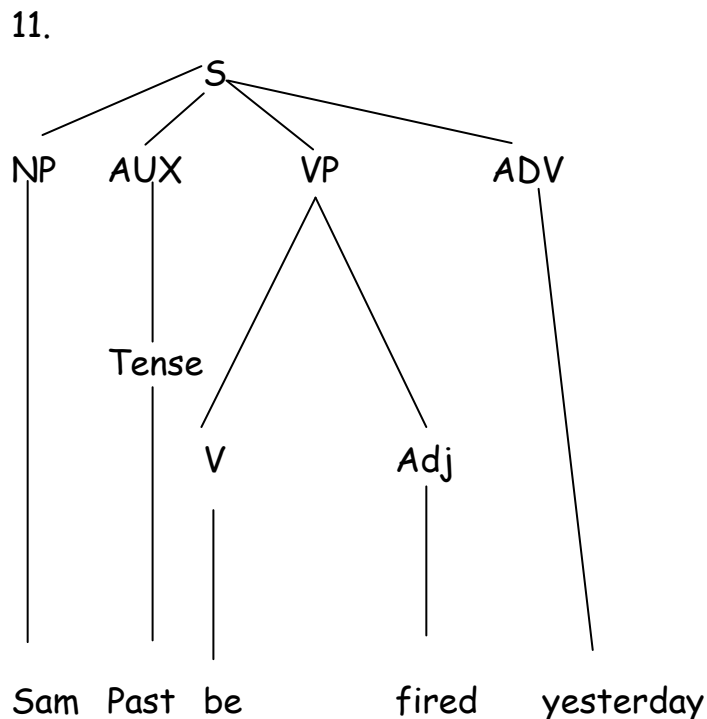 11.
S
NP AUX VP ADV
Tense
V Adj
Sam Past be fired yesterday